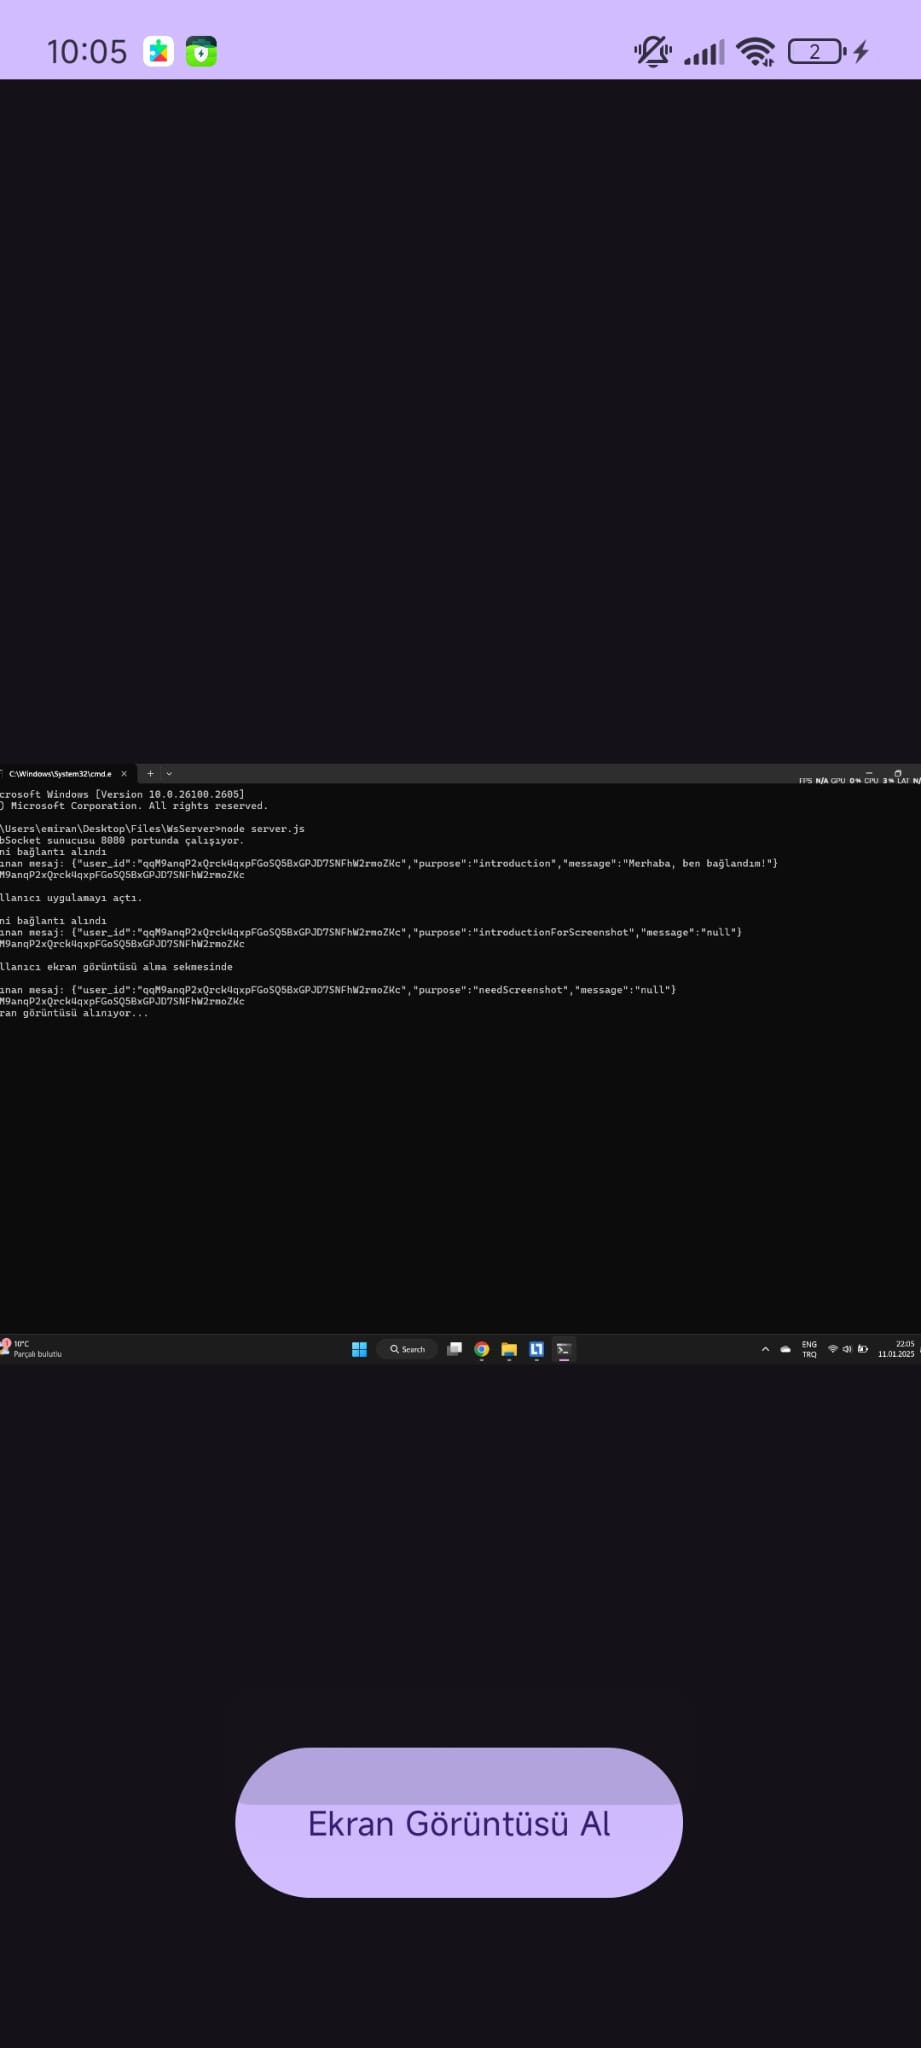 10:05
2
C:\Windows\System32\cmd.e
FPS N/A GPU 0% CPU 3% LAT N/
crosoft Windows [Version 10.0.26100.2605]
) Microsoft Corporation. All rights reserved.
\Users\emiran\Desktop\Files\WsServer>node server.js
bSocket sunucusu 8080 portunda çalışıyor.
ni bağlantı alındı
ınan mesaj: {"user_id":"qqM9anqP2xQrck4qxpFGoSQ5BxGPJD7SNFhW2rmoZKc","purpose":"introduction","message":"Merhaba, ben bağlandım!"}
M9anqP2xQrck4qxpFGoSQ5BxGPJD7SNFhW2rmoZKc
llanıcı uygulamayı açtı.
ni bağlantı alındı
ınan mesaj: {"user_id":"qqM9anqP2xQrck4qxpFGoSQ5BxGPJD7SNFhW2rmoZKc","purpose":"introductionForScreenshot","message":"null"}
M9anqP2xQrck4qxpFGoSQ5BxGPJD7SNFhW2rmoZKc
llanıcı ekran görüntüsü alma sekmesinde
ınan mesaj: {"user_id":"qqM9anqP2xQrck4qxpFGoSQ5BxGPJD7SNFhW2rmoZKc","purpose":"needScreenshot","message":"null"}
M9anqP2xQrck4qxpFGoSQ5BxGPJD7SNFhW2rmoZKc
ran görüntüsü alınıyor...
1
10°C
Parçalı bulutlu
Search
ENG
TRQ
22:05
11.01.2025
Ekran Görüntüsü Al